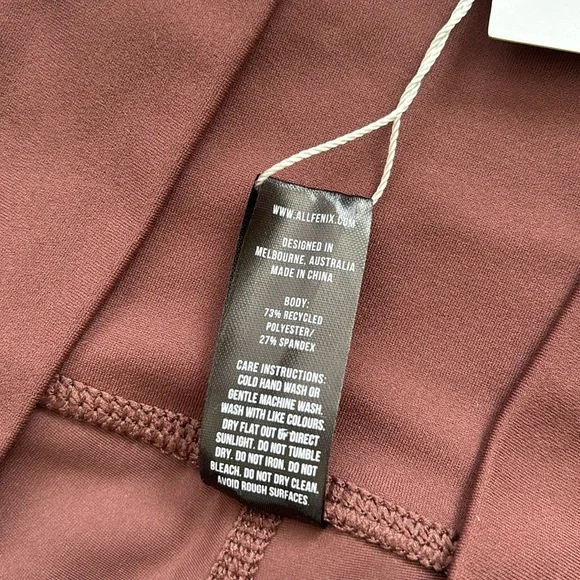 WWW.ALLFENIX.COM
DESIGNED IN
MELBOURNE, AUSTRALIA
MADE IN CHINA
BODY:
73% RECYCLED
POLYESTER/
27% SPANDEX
CARE INSTRUCTIONS:
COLD HAND WASH OR
GENTLE MACHINE WASH.
WASH WITH LIKE COLOURS.
DRY FLAT OUT OF DIRECT
SUNLIGHT. DO NOT TUMBLE
DRY. DO NOT IRON. DO NOT
BLEACH. DO NOT DRY CLEAN.
AVOID ROUGH SURFACES.